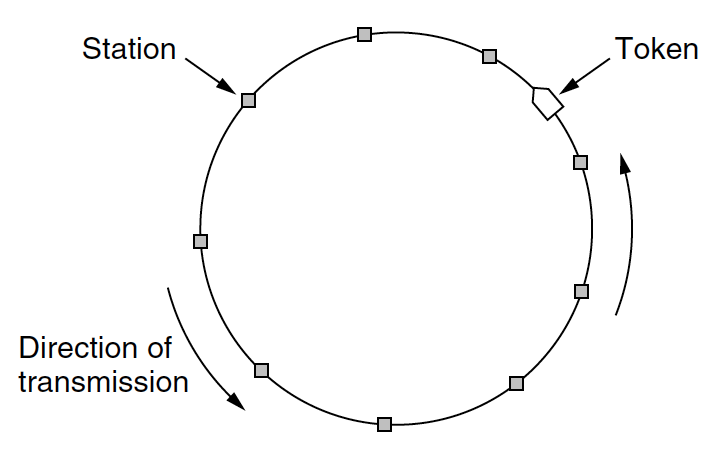 Station
Token
Direction of
transmission